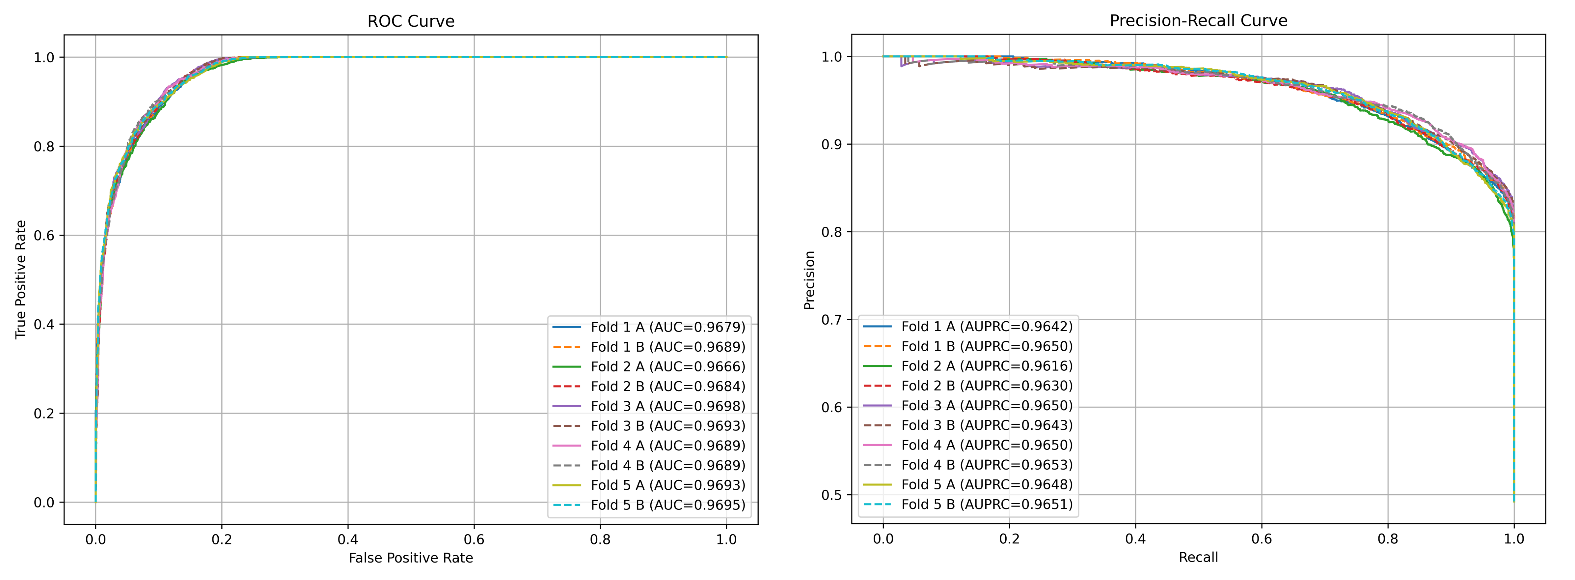 ROC Curve
1.0
0.8
0.6
0.4
0.2
0.0
True Positive Rate
0.0
0.2
0.4
0.6
0.8
1.0
False Positive Rate
Fold 1 A (AUC=0.9679)
Fold 1 B (AUC=0.9689)
Fold 2 A (AUC=0.9666)
Fold 2 B (AUC=0.9684)
Fold 3 A (AUC=0.9698)
Fold 3 B (AUC=0.9693)
Fold 4 A (AUC=0.9689)
Fold 4 B (AUC=0.9689)
Fold 5 A (AUC=0.9693)
Fold 5 B (AUC=0.9695)
Precision-Recall Curve
1.0
0.9
0.8
0.7
0.6
0.5
Precision
0.0
0.2
0.4
0.6
0.8
1.0
Recall
Fold 1 A (AUPRC=0.9642)
Fold 1 B (AUPRC=0.9650)
Fold 2 A (AUPRC=0.9616)
Fold 2 B (AUPRC=0.9630)
Fold 3 A (AUPRC=0.9650)
Fold 3 B (AUPRC=0.9643)
Fold 4 A (AUPRC=0.9650)
Fold 4 B (AUPRC=0.9653)
Fold 5 A (AUPRC=0.9648)
Fold 5 B (AUPRC=0.9651)